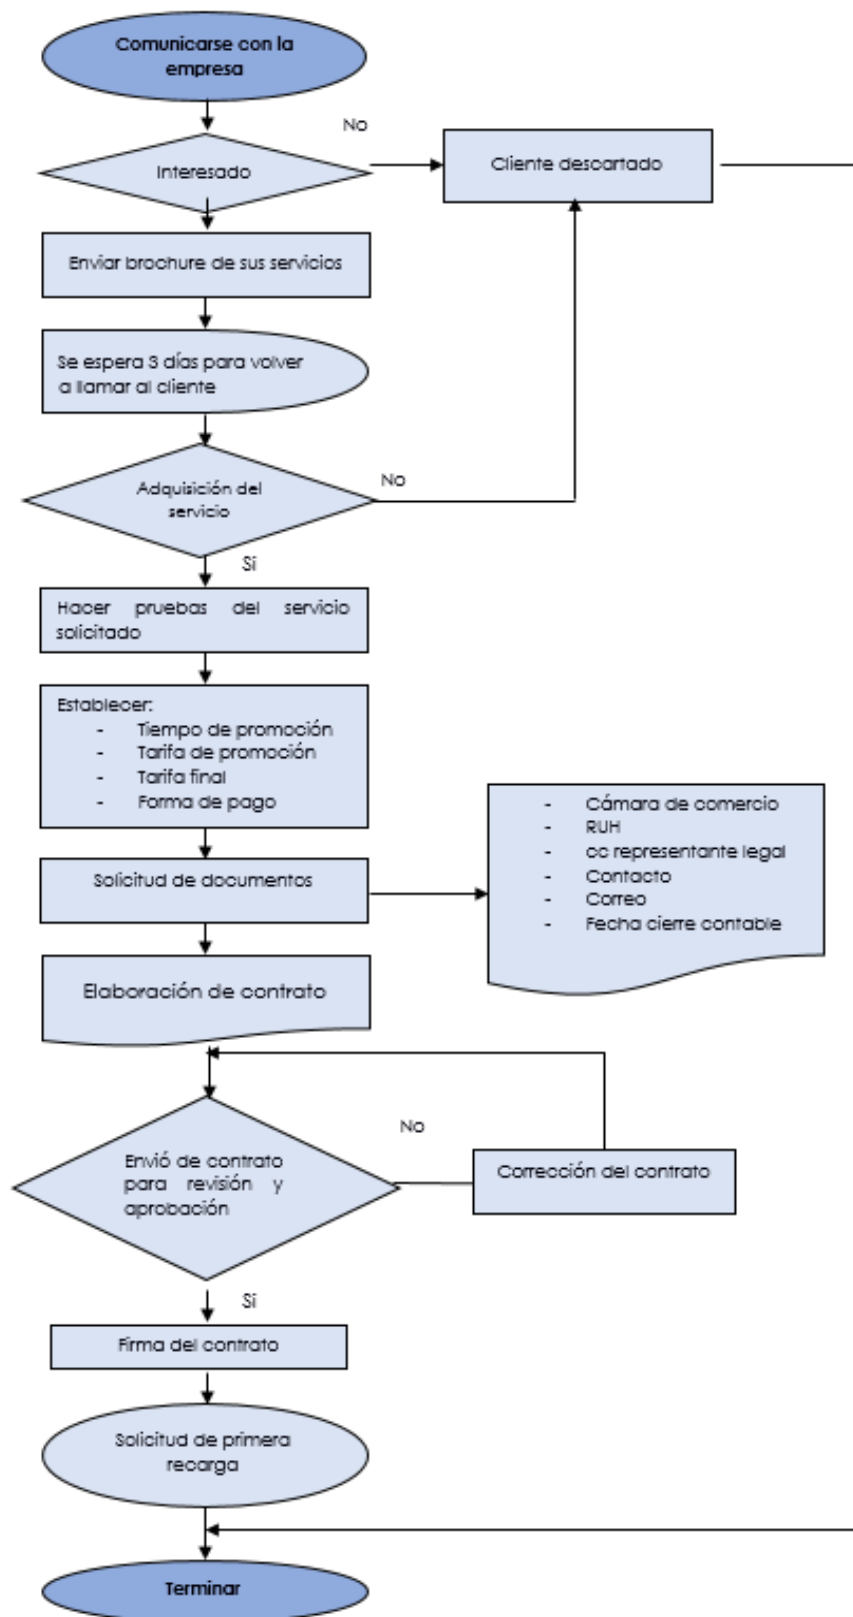 Comunicarse con la
empresa
No
Interesado
Cliente descartado
Enviar brochure de sus servicios
Se espera 3 días para volver
a llamar al cliente
Adquisición del
servicio
No
Si
Hacer pruebas del servicio
solicitado
Establecer:
- Tiempo de promoción
- Tarifa de promoción
- Tarifa final
- Forma de pago
Solicitud de documentos
- Cámara de comercio
- RUH
- cc representante legal
- Contacto
- Correo
- Fecha cierre contable
Elaboración de contrato
No
Envió de contrato
para revisión y
aprobación
Corrección del contrato
Si
Firma del contrato
Solicitud de primera
recarga
Terminar